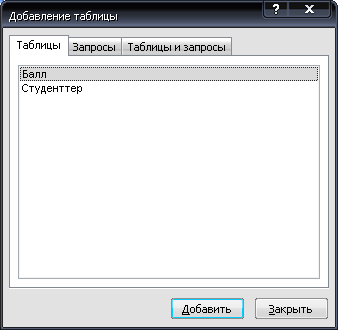 Добавление таблицы
Таблицы Запросы Таблицы и запросы
Балл
Студенттер
Добавить Закрыть